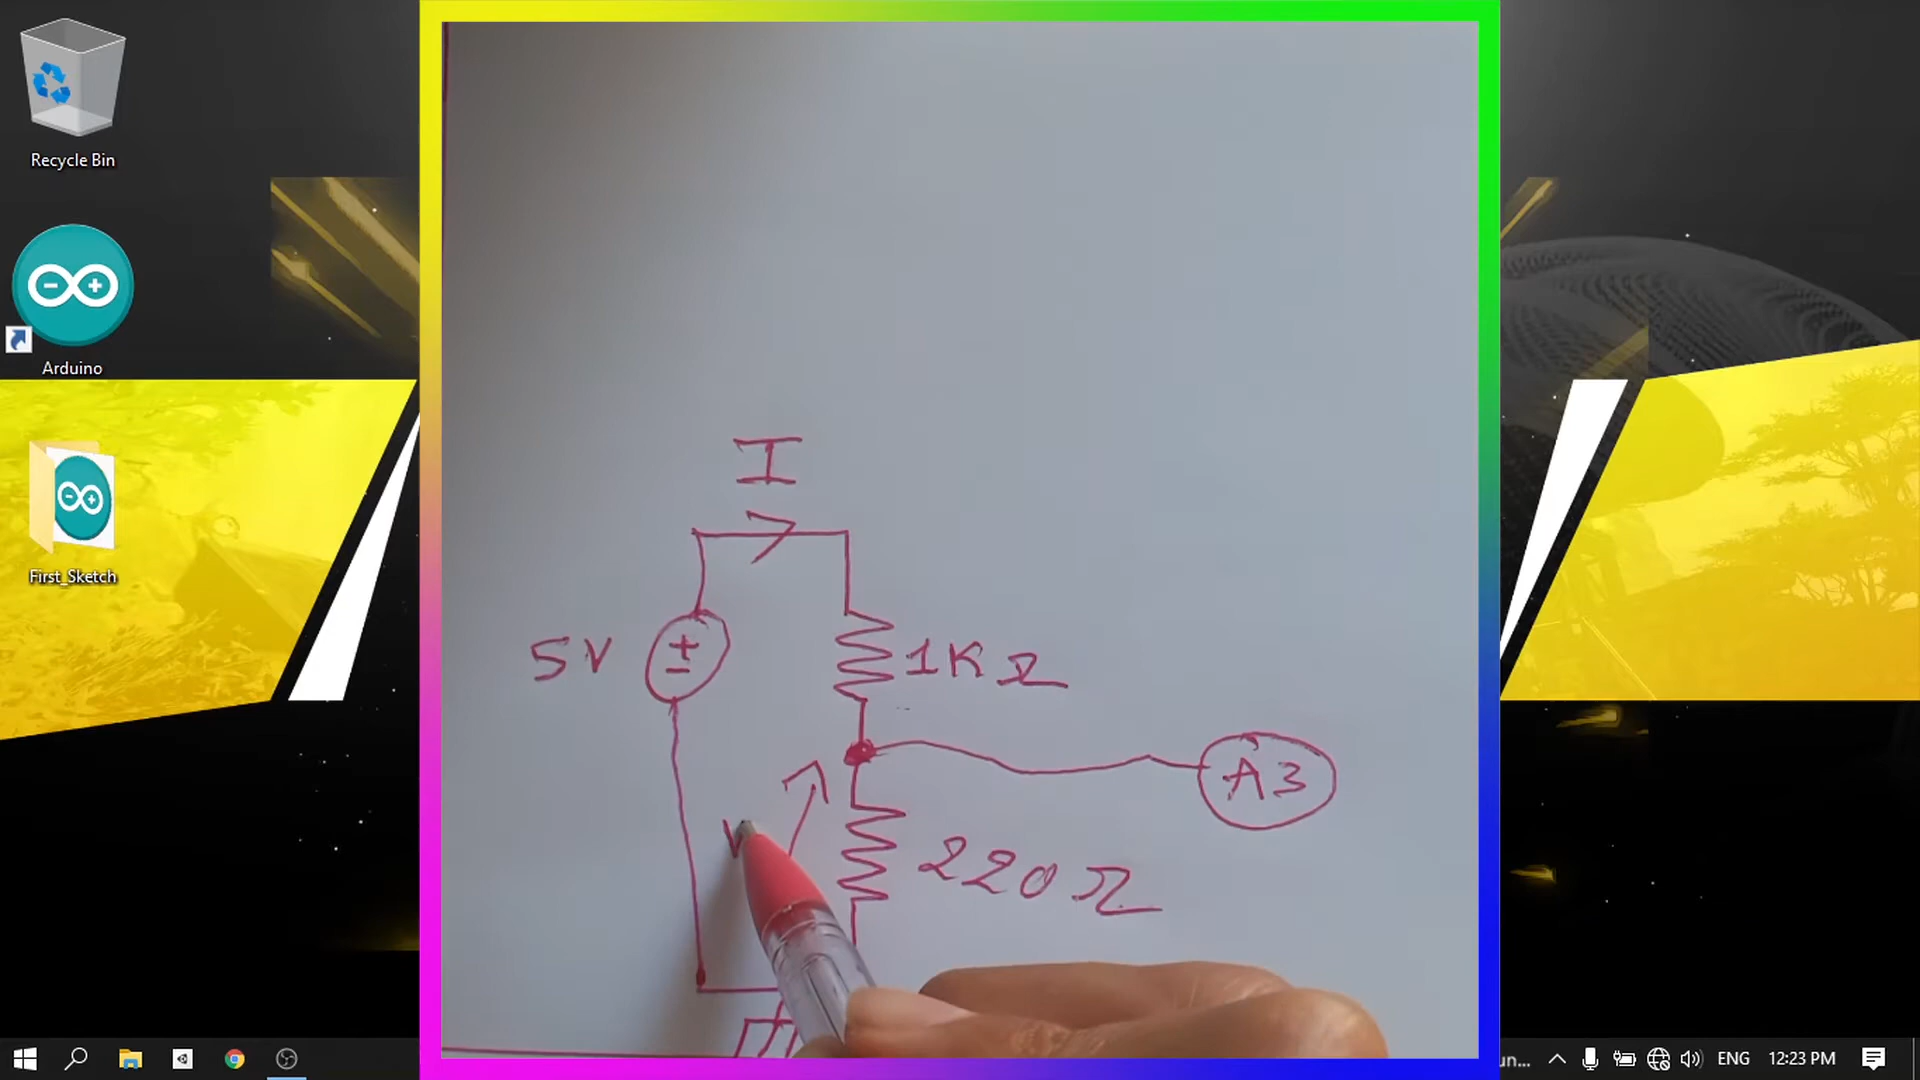 Recycle Bin
Arduino
First_Sketch
I
5V
1KΩ
A3
V
220Ω
ENG
12:23 PM